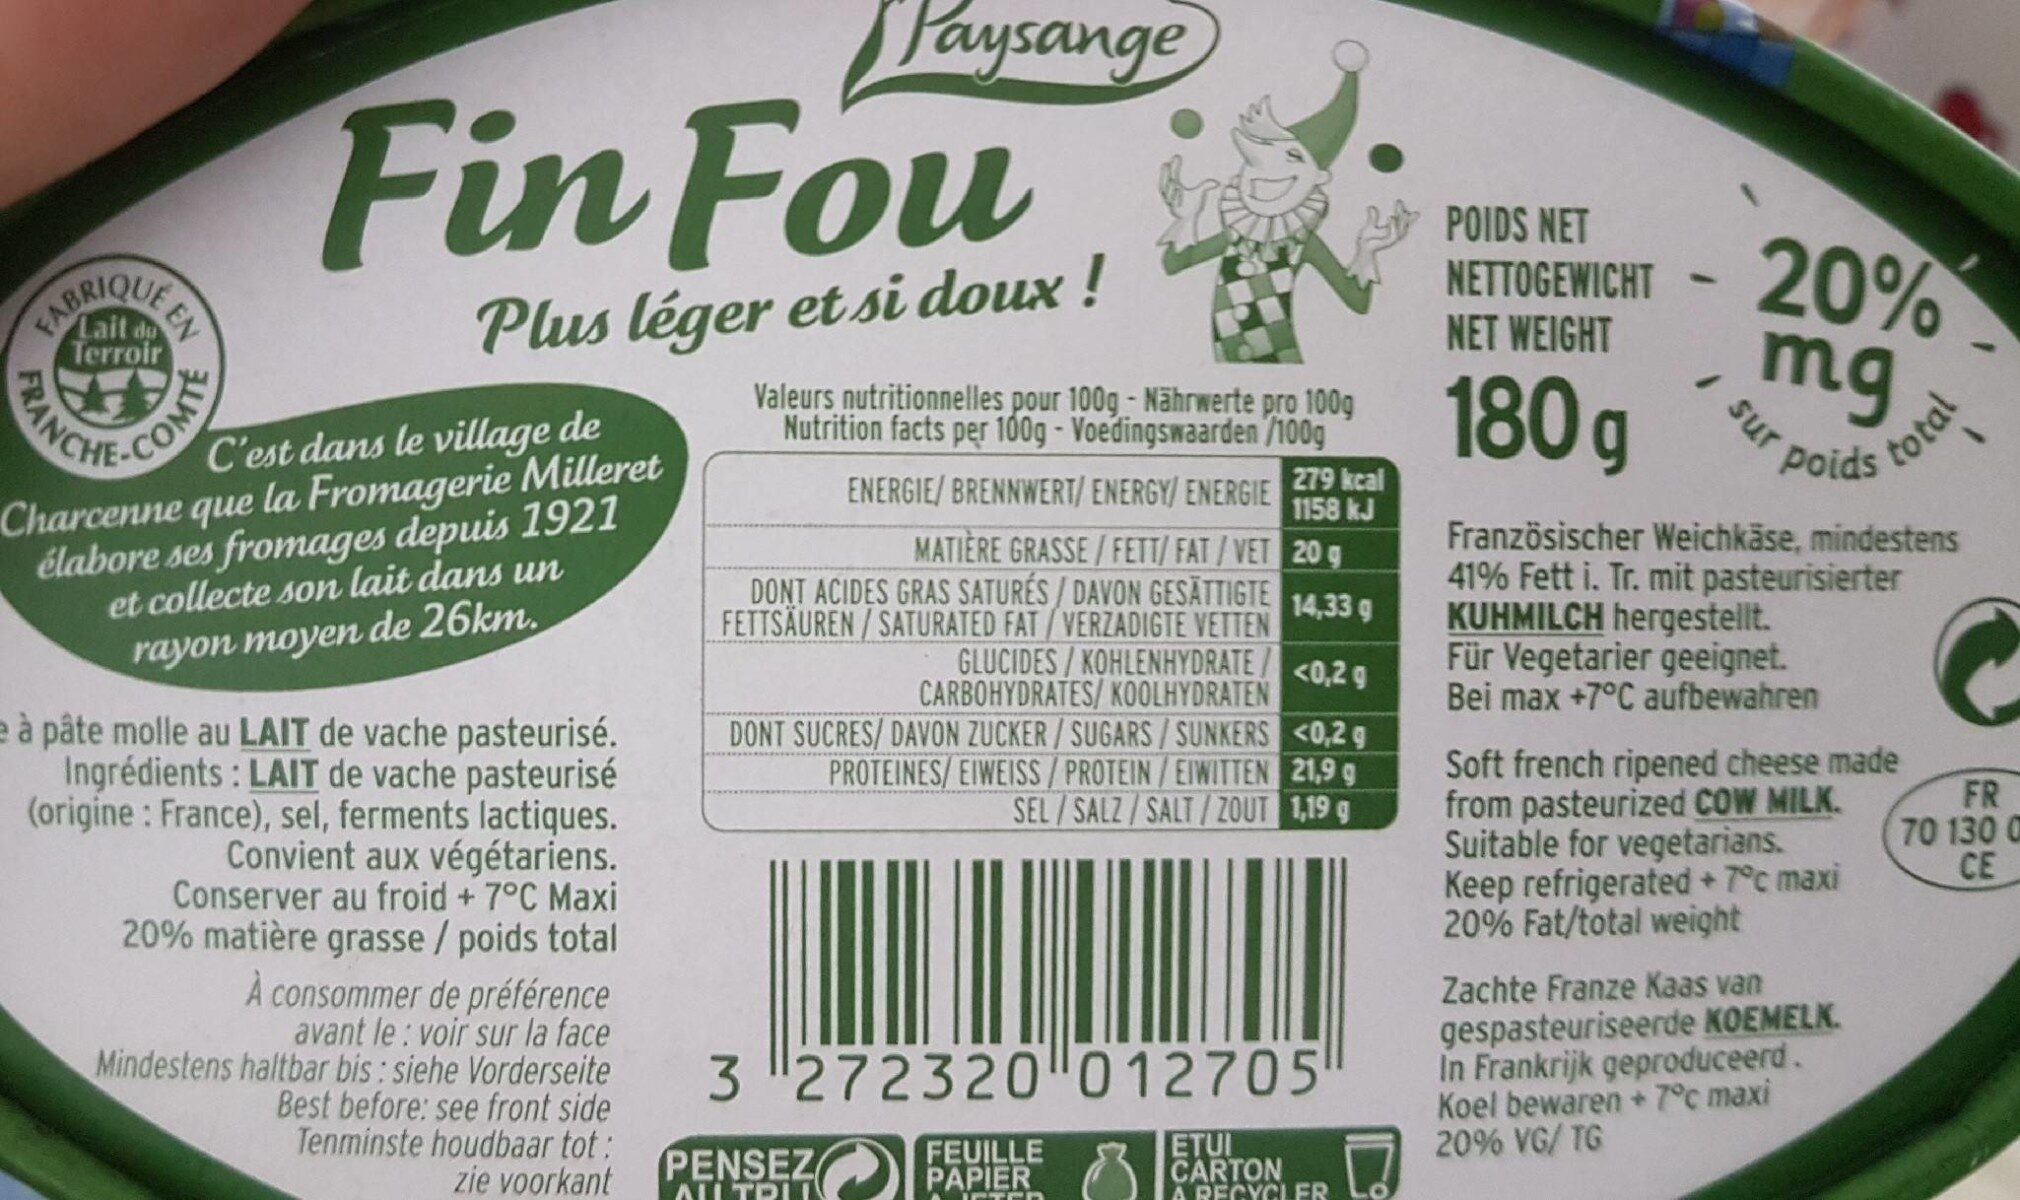 Paysange
Fin Fou
Plus léger et si doux !
FABRIQUÉ EN
FRANCHE-COMTÉ
Lait du
Terroir
C'est dans le village de
Charcenne que la Fromagerie Milleret
élabore ses fromages depuis 1921
et collecte son lait dans un
rayon moyen de 26km.
à pâte molle au LAIT de vache pasteurisé.
Ingrédients : LAIT de vache pasteurisé
(origine : France), sel, ferments lactiques.
Convient aux végétariens.
Conserver au froid + 7°C Maxi
20% matière grasse / poids total
À consommer de préférence
avant le : voir sur la face
Mindestens haltbar bis : siehe Vorderseite
Best before: see front side
Tenminste houdbaar tot :
zie voorkant
Valeurs nutritionnelles pour 100g - Nährwerte pro 100g
Nutrition facts per 100g - Voedingswaarden /100g
ENERGIE/ BRENNWERT/ ENERGY/ ENERGIE 279 kcal
1158 kJ
MATIÈRE GRASSE / FETT/ FAT / VET 20 g
DONT ACIDES GRAS SATURÉS / DAVON GESÄTTIGTE
FETTSÄUREN / SATURATED FAT / VERZADIGTE VETTEN 14,33 g
GLUCIDES / KOHLENHYDRATE /
CARBOHYDRATES/ KOOLHYDRATEN <0,2 g
DONT SUCRES/ DAVON ZUCKER / SUGARS / SUNKERS <0,2 g
PROTEINES/ EIWEISS / PROTEIN / EIWITTEN 21,9 g
SEL / SALZ / SALT / ZOUT 1,19 g
3 272320 012705
PENSEZ
AU TRI
FEUILLE
PAPIER
À JETER
ÉTUI
CARTON
À RECYCLER
POIDS NET
NETTOGEWICHT
NET WEIGHT
180 g
20%
mg
sur poids total
Französischer Weichkäse, mindestens
41% Fett i. Tr. mit pasteurisierter
KUHMILCH hergestellt.
Für Vegetarier geeignet.
Bei max +7°C aufbewahren
Soft french ripened cheese made
from pasteurized COW MILK.
Suitable for vegetarians.
Keep refrigerated + 7°c maxi
20% Fat/total weight
FR
70 130
CE
Zachte Franze Kaas van
gespasteuriseerde KOEMELK.
In Frankrijk geproduceerd.
Koel bewaren + 7°c maxi
20% VG/ TG